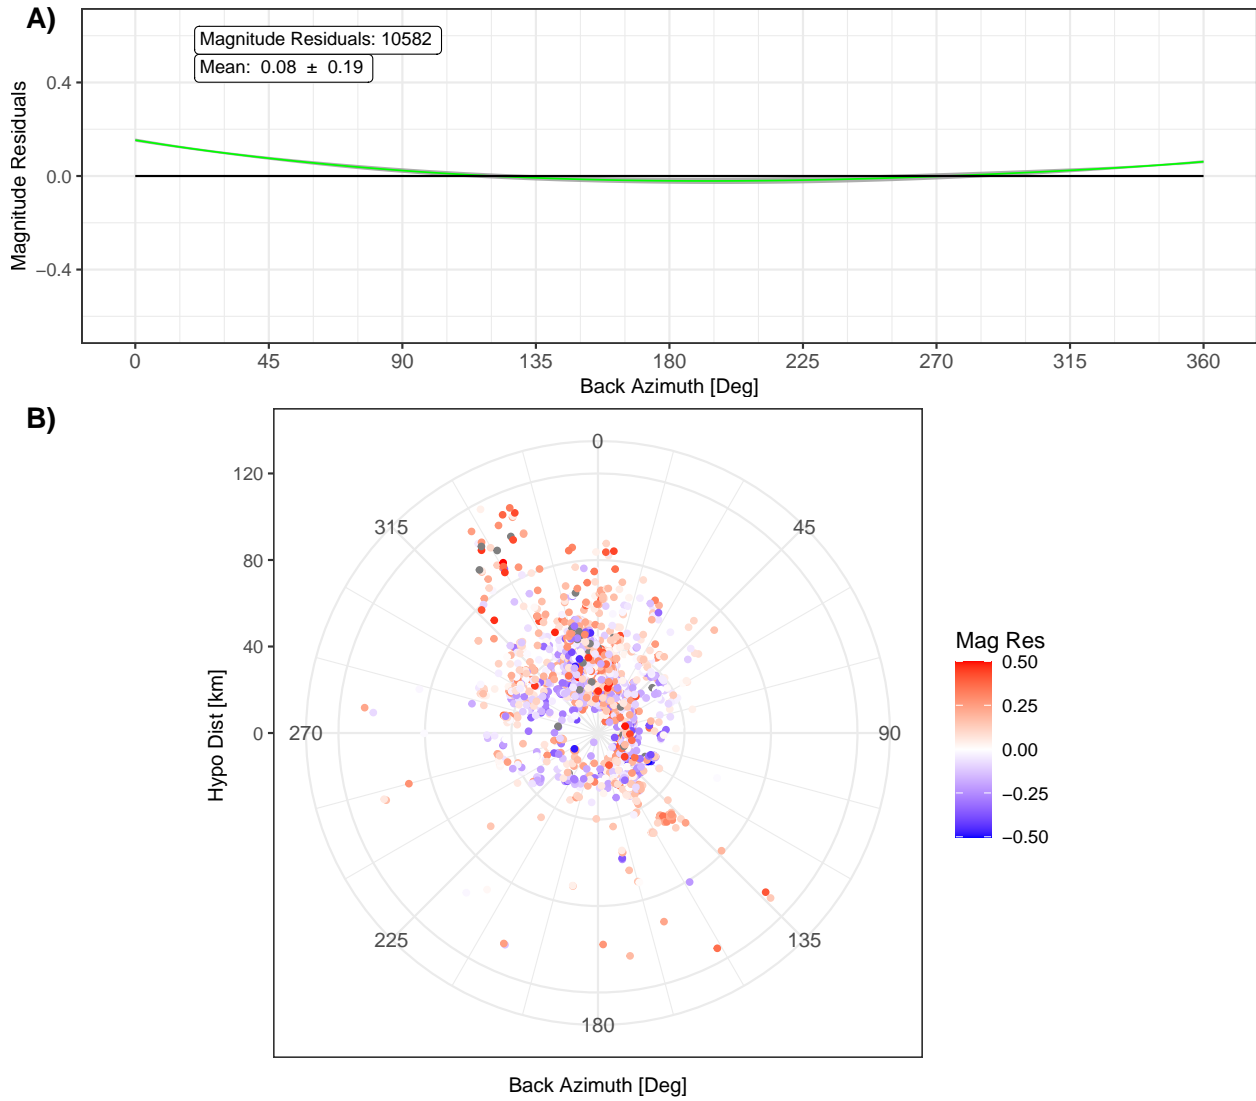 A)
Magnitude Residuals: 10582
Mean:  0.08  ±  0.19
Magnitude Residuals
0.4
0.0
−0.4
0 45 90 135 180 225 270 315 360
Back Azimuth [Deg]
B)
Hypo Dist [km]
120
80
40
0
0
45
90
135
180
225
270
315
Back Azimuth [Deg]
Mag Res
0.50
0.25
0.00
−0.25
−0.50